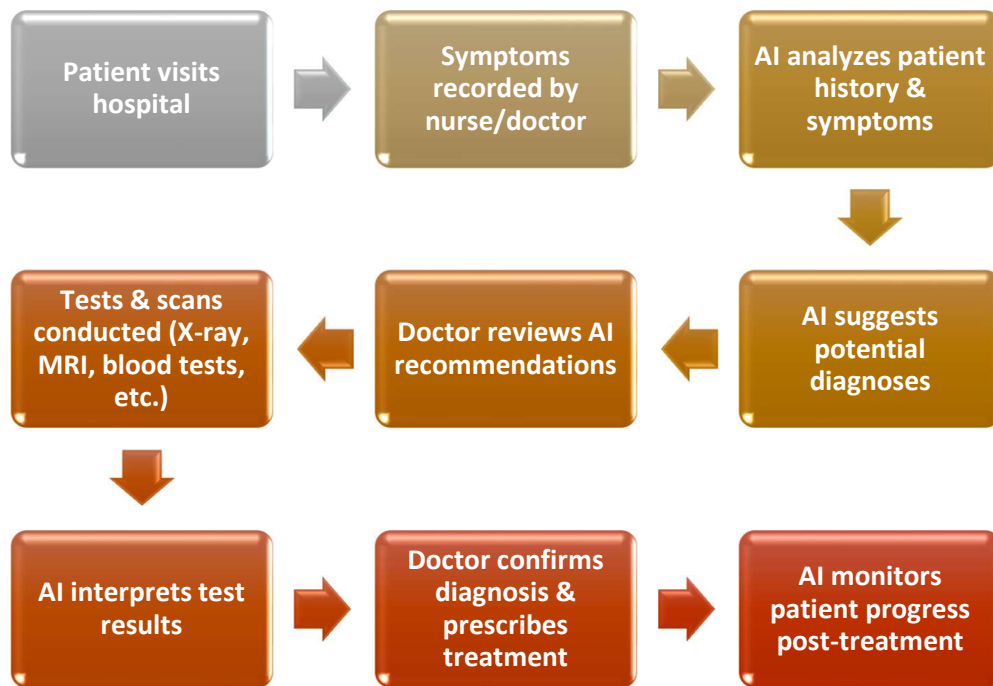 Patient visits
hospital
Symptoms
recorded by
nurse/doctor
AI analyzes patient
history &
symptoms
AI suggests
potential
diagnoses
Doctor reviews AI
recommendations
Tests & scans
conducted (X-ray,
MRI, blood tests,
etc.)
AI interprets test
results
Doctor confirms
diagnosis &
prescribes
treatment
AI monitors
patient progress
post-treatment